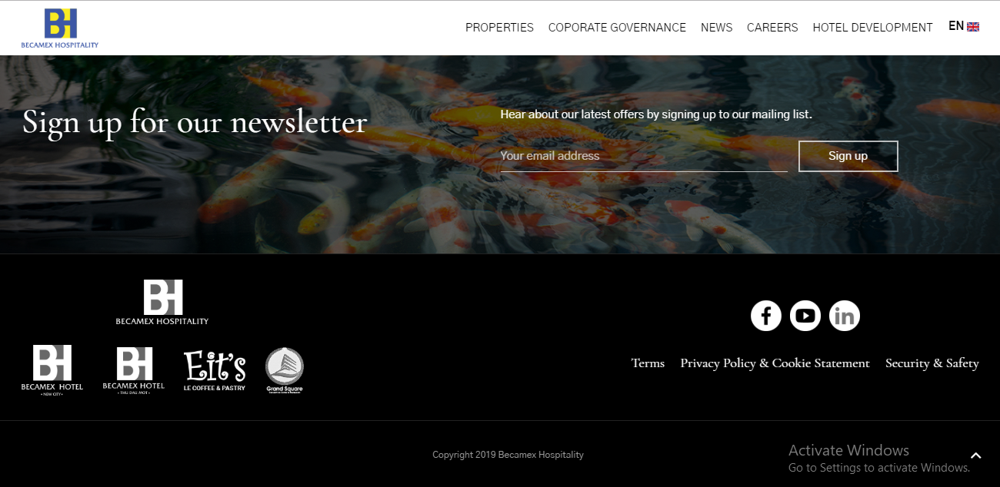 BH
BECAMEX HOSPITALITY
PROPERTIES COPORATE GOVERNANCE NEWS CAREERS HOTEL DEVELOPMENT EN
Sign up for our newsletter
Hear about our latest offers by signing up to our mailing list.
Your email address
Sign up
BH
BECAMEX HOSPITALITY
BH
BECAMEX HOTEL
• NEW CITY •
BH
BECAMEX HOTEL
• THU DAU MOT •
Eit's
LE COFFEE & PASTRY
Grand Square
f
in
Terms Privacy Policy & Cookie Statement Security & Safety
Copyright 2019 Becamex Hospitality
Activate Windows
Go to Settings to activate Windows.